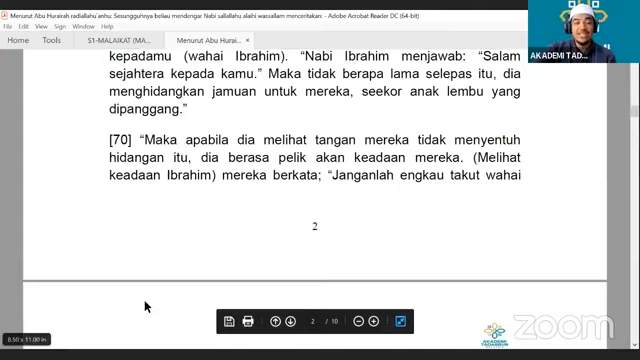 Menurut Abu Hurairah radiallahu'anhu: Sesungguhnya beliau mendengar Nabi sallallahu alaihi wassallam menceritakan: - Adobe Acrobat Reader DC (64-bit)
File Edit View Sign Window Help
Home Tools S1-MALAIKAT (MA... Menurut Abu Hurair... ×
kepadamu (wahai Ibrahim). “Nabi Ibrahim menjawab: “Salam
sejahtera kepada kamu.” Maka tidak berapa lama selepas itu, dia
menghidangkan jamuan untuk mereka, seekor anak lembu yang
dipanggang.”
[70] “Maka apabila dia melihat tangan mereka tidak menyentuh
hidangan itu, dia berasa pelik akan keadaan mereka. (Melihat
keadaan Ibrahim) mereka berkata; “Janganlah engkau takut wahai
2
2 / 10
8.50 x 11.00 in
AKADEMI TAD...
AKADEMI
TADABBUR
zoom